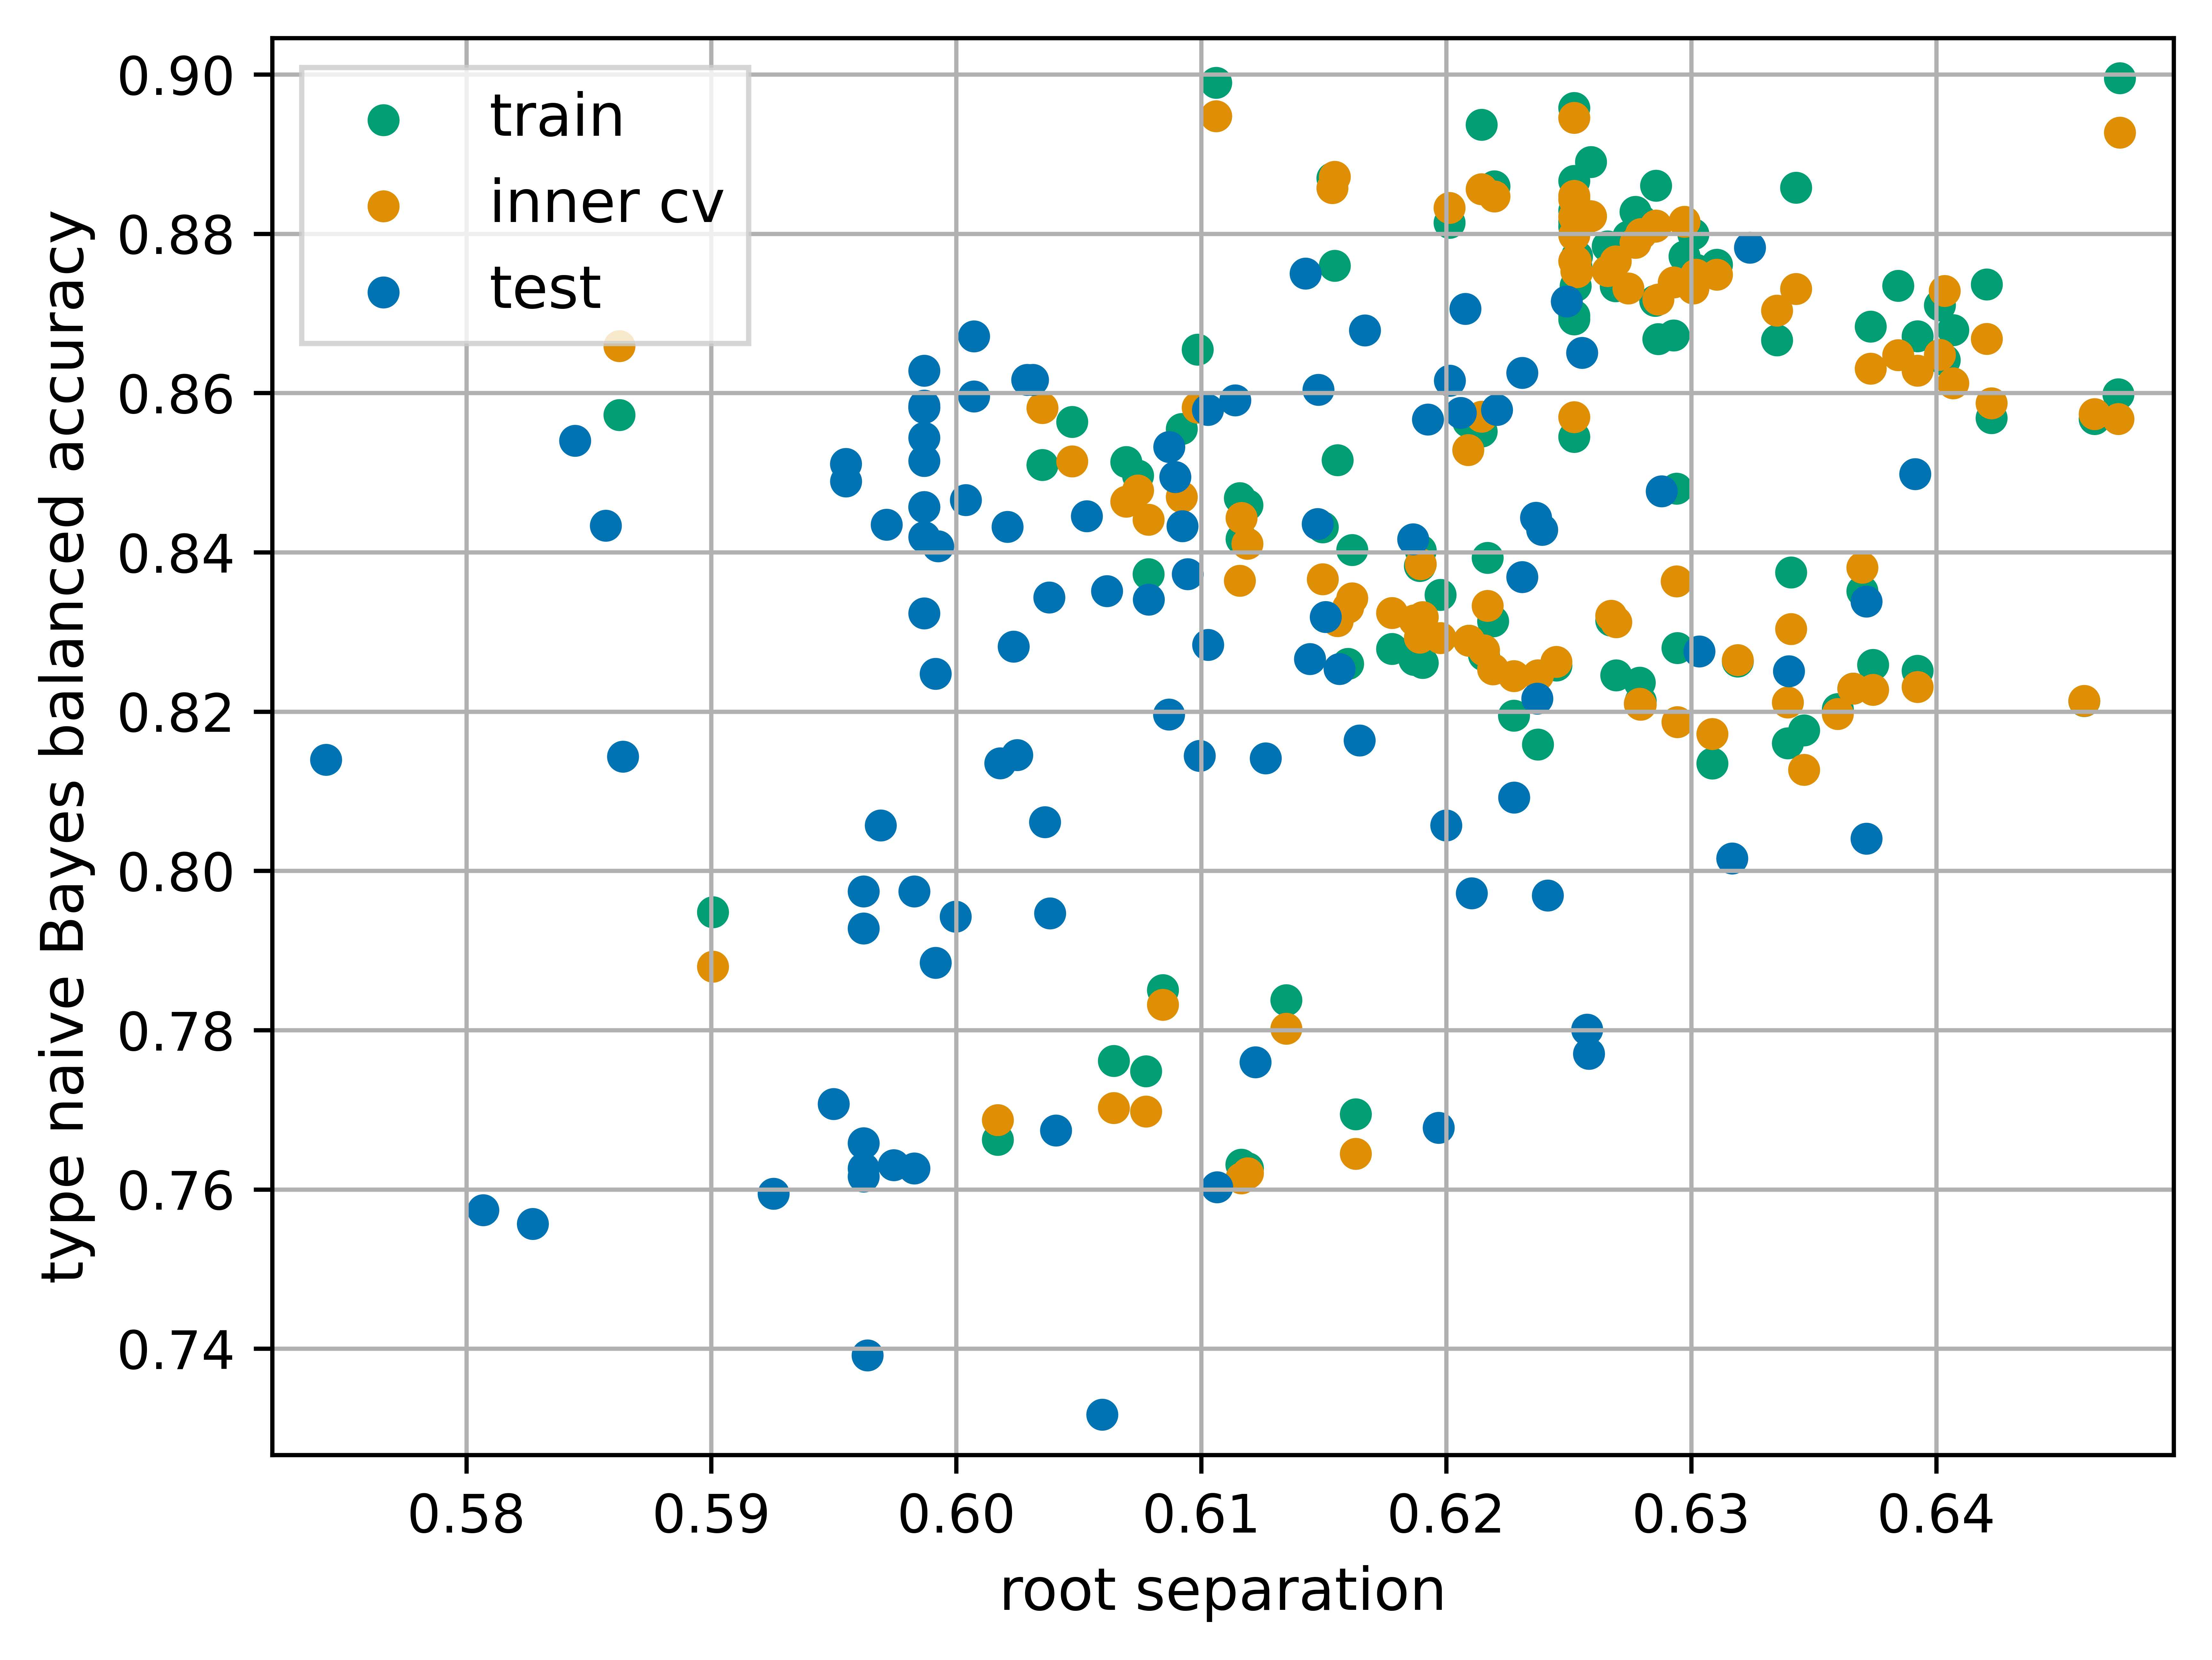 0.90
0.88
0.86
0.84
0.82
0.80
0.78
0.76
0.74
type naive Bayes balanced accuracy
train
inner cv
test
0.58 0.59 0.60 0.61 0.62 0.63 0.64
root separation